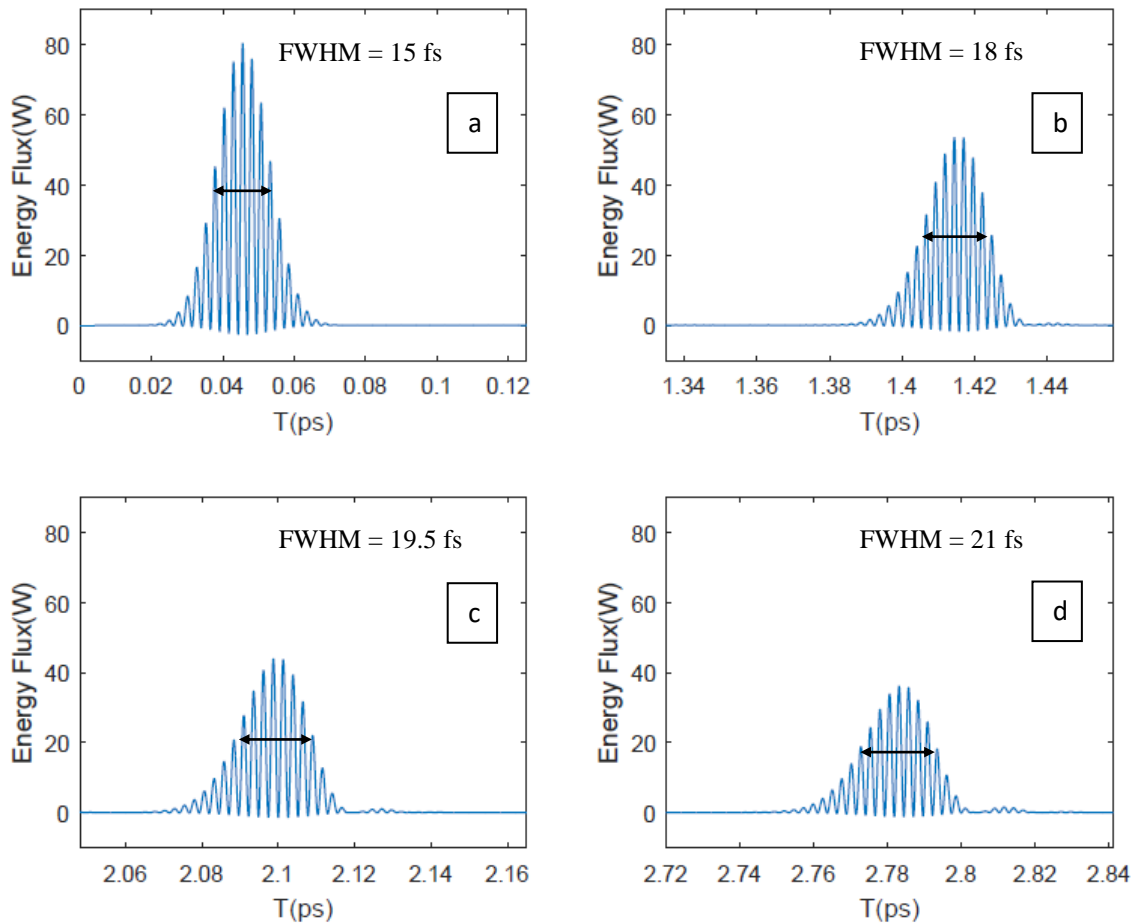 FWHM = 15 fs
a
Energy Flux(W)
80
60
40
20
0
0 0.02 0.04 0.06 0.08 0.1 0.12
T(ps)
FWHM = 18 fs
b
Energy Flux(W)
80
60
40
20
0
1.34 1.36 1.38 1.4 1.42 1.44
T(ps)
FWHM = 19.5 fs
c
Energy Flux(W)
80
60
40
20
0
2.06 2.08 2.1 2.12 2.14 2.16
T(ps)
FWHM = 21 fs
d
Energy Flux(W)
80
60
40
20
0
2.72 2.74 2.76 2.78 2.8 2.82 2.84
T(ps)